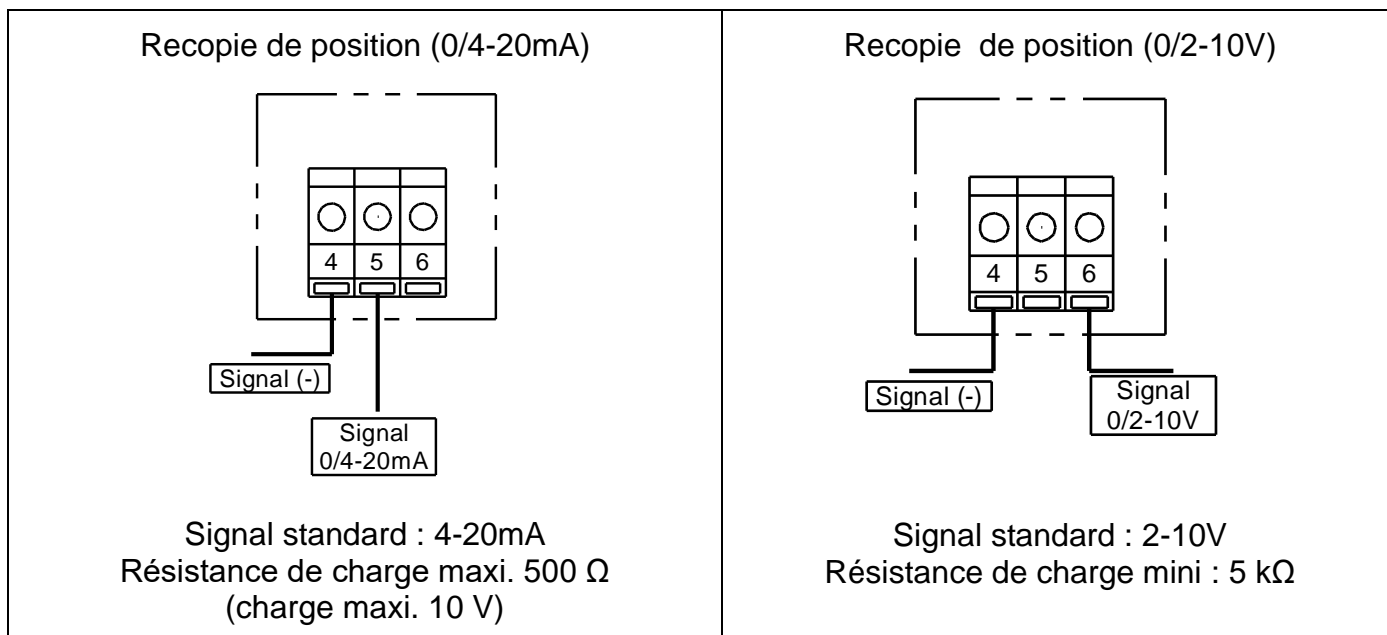 Recopie de position (0/4-20mA)
4 5 6
Signal (-)
Signal
0/4-20mA
Signal standard : 4-20mA
Résistance de charge maxi. 500 Ω
(charge maxi. 10 V)
Recopie de position (0/2-10V)
4 5 6
Signal (-)
Signal
0/2-10V
Signal standard : 2-10V
Résistance de charge mini : 5 kΩ